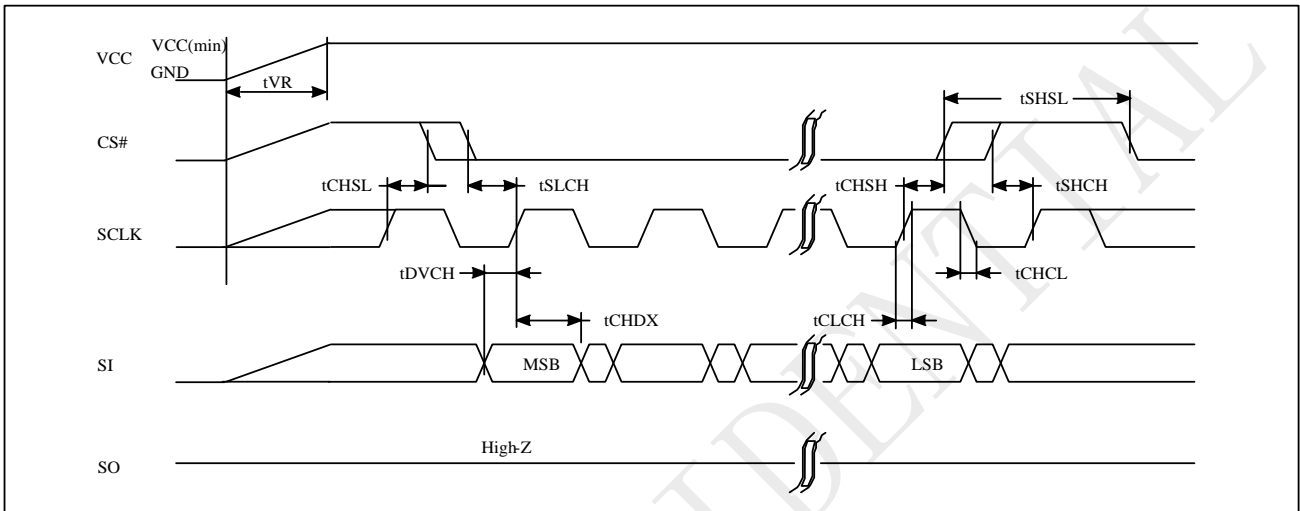 VCC
VCC(min)
GND
tVR
CS#
tSHSL
tCHSL
tSLCH
tCHSH
tSHCH
SCLK
tDVCH
tCHCL
tCHDX
tCLCH
SI
MSB
LSB
SO
High-Z
IDENTIAL